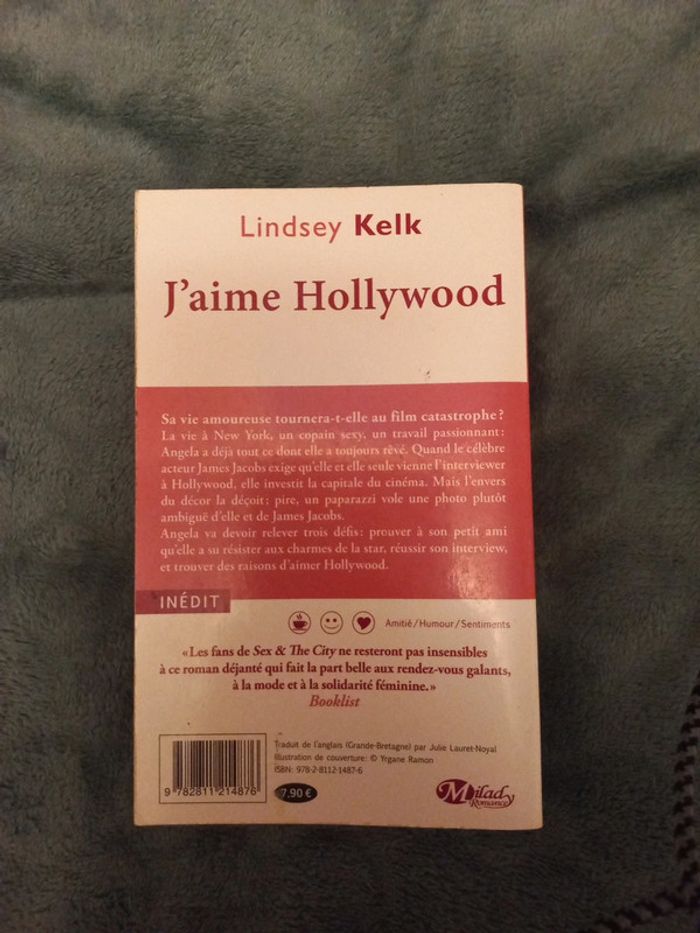 Lindsey Kelk
J'aime Hollywood
Sa vie amoureuse tournera-t-elle au film catastrophe ?
La vie à New York, un copain sexy, un travail passionnant :
Angela a déjà tout ce dont elle a toujours rêvé. Quand le célèbre
acteur James Jacobs exige qu'elle et elle seule vienne l'interviewer
à Hollywood, elle investit la capitale du cinéma. Mais l'envers
du décor la déçoit : pire, un paparazzi vole une photo plutôt
ambiguë d'elle et de James Jacobs.
Angela va devoir relever trois défis : prouver à son petit ami
qu'elle a su résister aux charmes de la star, réussir son interview,
et trouver des raisons d'aimer Hollywood.
INÉDIT
Amitié / Humour / Sentiments
« Les fans de Sex & The City ne resteront pas insensibles
à ce roman déjanté qui fait la part belle aux rendez-vous galants,
à la mode et à la solidarité féminine. »
Booklist
Traduit de l'anglais (Grande-Bretagne) par Julie Lauret-Noyal
Illustration de couverture : © Yrgane Ramon
ISBN : 978-2-8112-1487-6
9 782811 214876
7,90 €
Milady
Romance